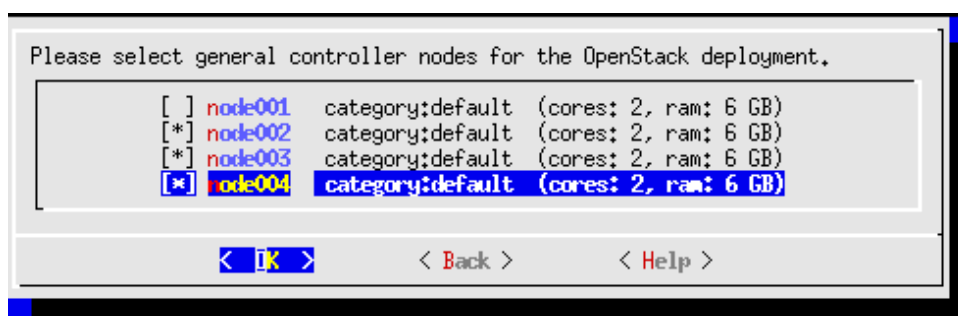 Please select general controller nodes for the OpenStack deployment.
[ ] node001 category:default (cores: 2, ram: 6 GB)
[*] node002 category:default (cores: 2, ram: 6 GB)
[*] node003 category:default (cores: 2, ram: 6 GB)
[*] node004 category:default (cores: 2, ram: 6 GB)
< OK > < Back > < Help >